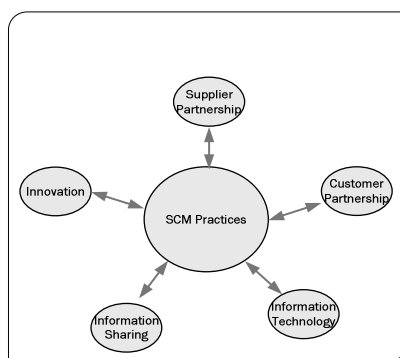 Supplier
Partnership
Innovation
Customer
Partnership
SCM Practices
Information
Sharing
Information
Technology